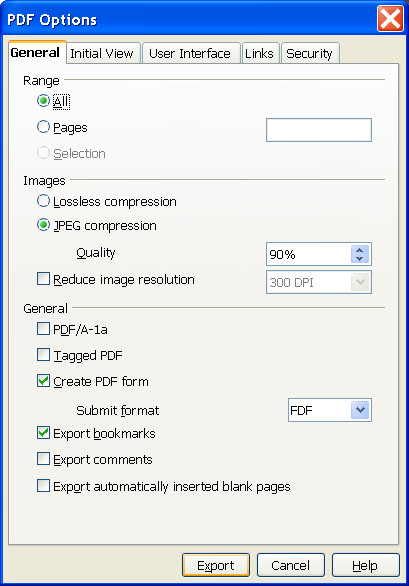 PDF Options
General Initial View User Interface Links Security
Range
All
Pages
Selection
Images
Lossless compression
JPEG compression
Quality 90%
Reduce image resolution 300 DPI
General
PDF/A-1a
Tagged PDF
Create PDF form
Submit format FDF
Export bookmarks
Export comments
Export automatically inserted blank pages
Export Cancel Help